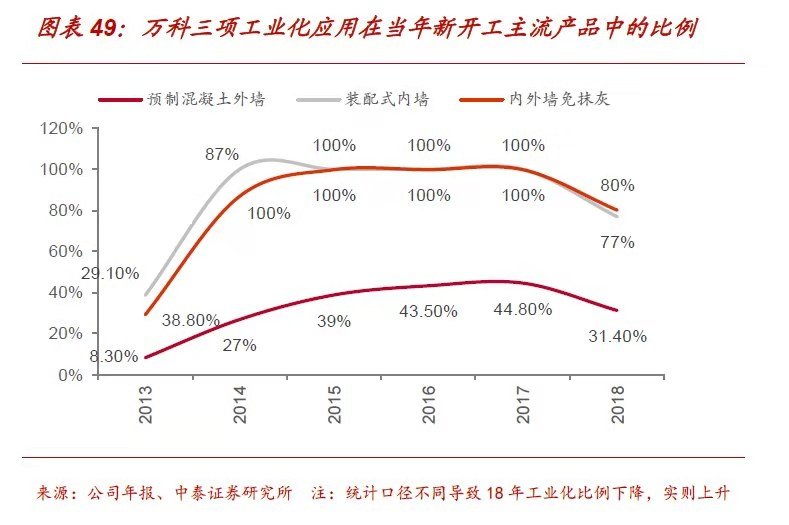 图表 49：万科三项工业化应用在当年新开工主流产品中的比例
预制混凝土外墙 装配式内墙 内外墙免抹灰
120%
100%
80%
60%
40%
20%
0%
87% 100% 100% 100%
100% 100% 100% 100%
80%
77%
29.10%
38.80%
8.30% 27% 39% 43.50% 44.80% 31.40%
2013 2014 2015 2016 2017 2018
来源：公司年报、中泰证券研究所 注：统计口径不同导致 18 年工业化比例下降，实则上升